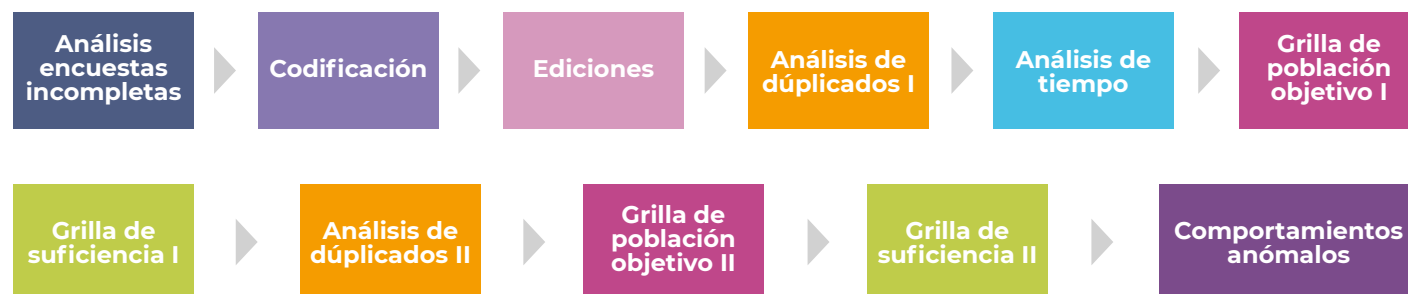 Análisis
encuestas
incompletas
Codificación
Ediciones
Análisis de
dúplicados I
Análisis de
tiempo
Grilla de
población
objetivo I
Grilla de
suficiencia I
Análisis de
dúplicados II
Grilla de
población
objetivo II
Grilla de
suficiencia II
Comportamientos
anómalos